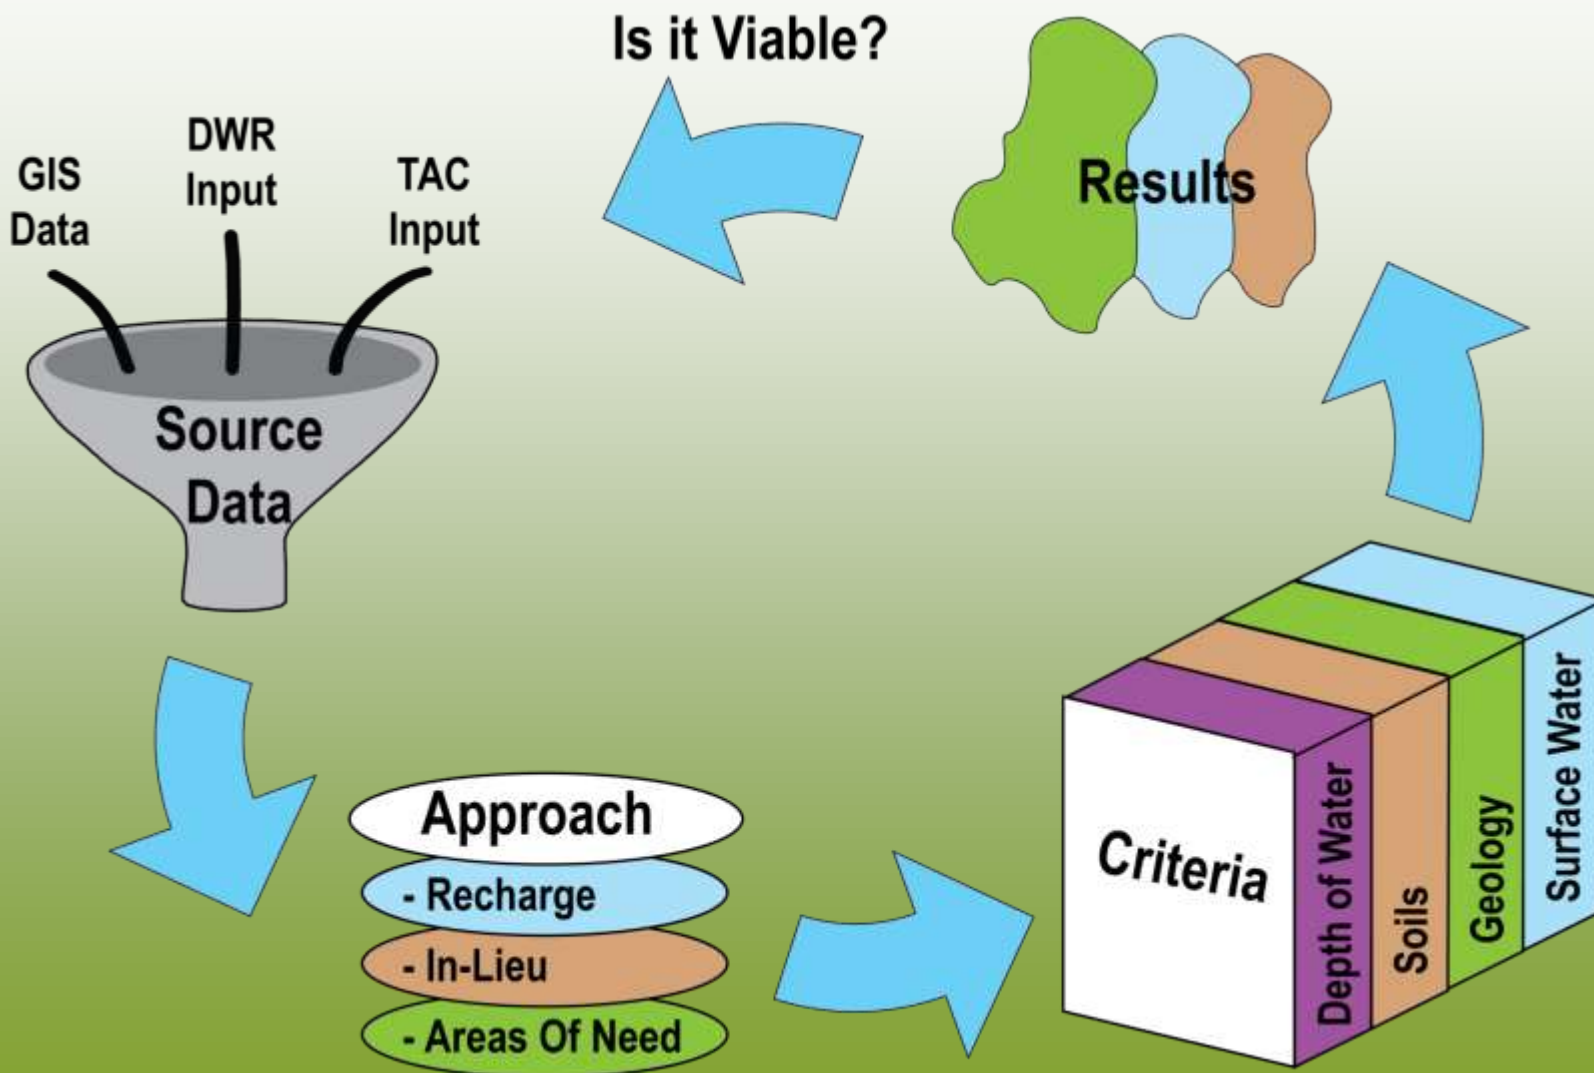 Is it Viable?
GIS
Data
DWR
Input
TAC
Input
Source
Data
Results
Approach
- Recharge
- In-Lieu
- Areas Of Need
Criteria
Depth of Water
Soils
Geology
Surface Water